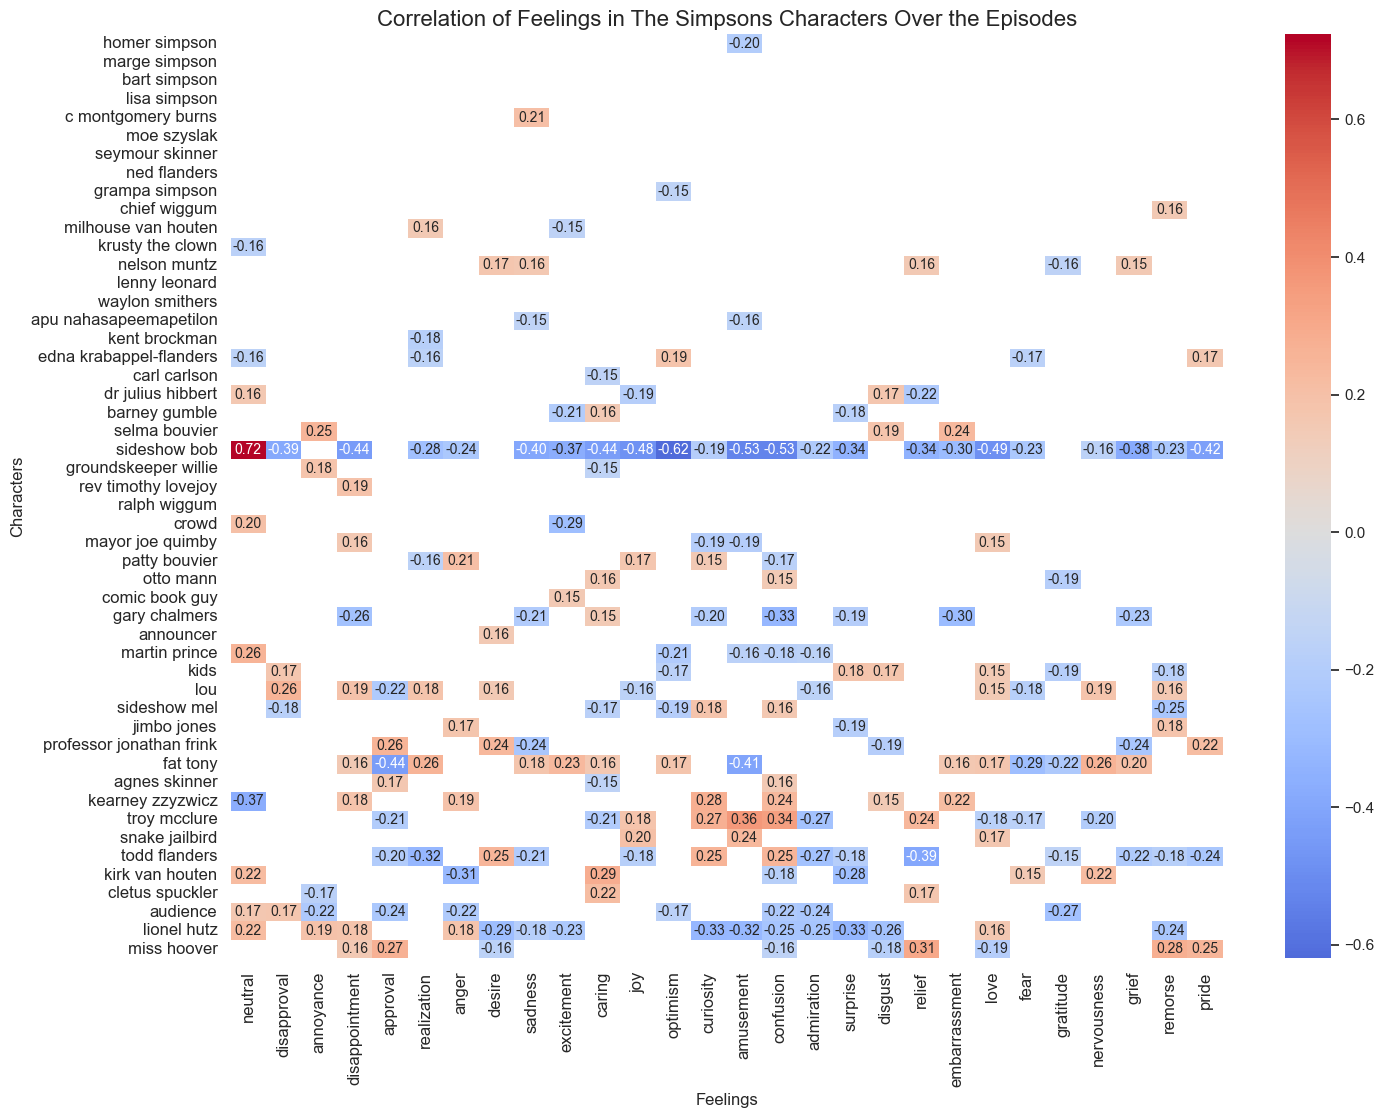 Correlation of Feelings in The Simpsons Characters Over the Episodes
homer simpson -0.20
marge simpson
bart simpson
lisa simpson
c montgomery burns 0.21
moe szyslak
seymour skinner
ned flanders
grampa simpson -0.15
chief wiggum 0.16
milhouse van houten 0.16 -0.15
krusty the clown -0.16
nelson muntz 0.17 0.16 0.16 -0.16 0.15
lenny leonard
waylon smithers
apu nahasapeemapetilon -0.15 -0.16
kent brockman -0.18
edna krabappel-flanders -0.16 -0.16 0.19 -0.17 0.17
carl carlson -0.15
dr julius hibbert 0.16 -0.19 0.17 -0.22
barney gumble -0.21 0.16 -0.18
selma bouvier 0.25 0.19 0.24
sideshow bob 0.72 -0.39 -0.44 -0.28 -0.24 -0.40 -0.37 -0.44 -0.48 -0.62 -0.19 -0.53 -0.53 -0.22 -0.34 -0.34 -0.30 -0.49 -0.23 -0.16 -0.38 -0.23 -0.42
groundskeeper willie 0.18 -0.15
rev timothy lovejoy 0.19
ralph wiggum
crowd 0.20 -0.29
mayor joe quimby 0.16 -0.19 -0.19 0.15
patty bouvier -0.16 0.21 0.17 0.15 -0.17
otto mann 0.16 0.15 -0.19
comic book guy 0.15
gary chalmers -0.26 -0.21 0.15 -0.20 -0.33 -0.19 -0.30 -0.23
announcer 0.16
martin prince 0.26 -0.21 -0.16 -0.18 -0.16
kids 0.17 -0.17 0.18 0.17 0.15 -0.19 -0.18
lou 0.26 0.19 -0.22 0.18 0.16 -0.16 -0.16 0.15 -0.18 0.19 0.16
sideshow mel -0.18 -0.17 -0.19 0.18 0.16 -0.25
jimbo jones 0.17 -0.19 0.18
professor jonathan frink 0.26 0.24 -0.24 -0.19 -0.24 0.22
fat tony 0.16 -0.44 0.26 0.18 0.23 0.16 0.17 -0.41 0.16 0.17 -0.29 -0.22 0.26 0.20
agnes skinner 0.17 -0.15 0.16
kearney zzyzwicz -0.37 0.18 0.19 0.28 0.24 0.15 0.22
troy mcclure -0.21 -0.21 0.18 0.27 0.36 0.34 -0.27 0.24 -0.18 -0.17 -0.20
snake jailbird 0.20 0.24 0.17
todd flanders -0.20 -0.32 0.25 -0.21 -0.18 0.25 0.25 -0.27 -0.18 -0.39 -0.15 -0.22 -0.18 -0.24
kirk van houten 0.22 -0.31 0.29 -0.18 -0.28 0.15 0.22
cletus spuckler -0.17 0.22 0.17
audience 0.17 0.17 -0.22 -0.24 -0.22 -0.17 -0.22 -0.24 -0.27
lionel hutz 0.22 0.19 0.18 0.18 -0.29 -0.18 -0.23 -0.33 -0.32 -0.25 -0.25 -0.33 -0.26 0.16 -0.24
miss hoover 0.16 0.27 -0.16 -0.16 -0.18 0.31 -0.19 0.28 0.25
Characters
neutral
disapproval
annoyance
disappointment
approval
realization
anger
desire
sadness
excitement
caring
joy
optimism
curiosity
amusement
confusion
admiration
surprise
disgust
relief
embarrassment
love
fear
gratitude
nervousness
grief
remorse
pride
Feelings
0.6
0.4
0.2
0.0
−0.2
−0.4
−0.6